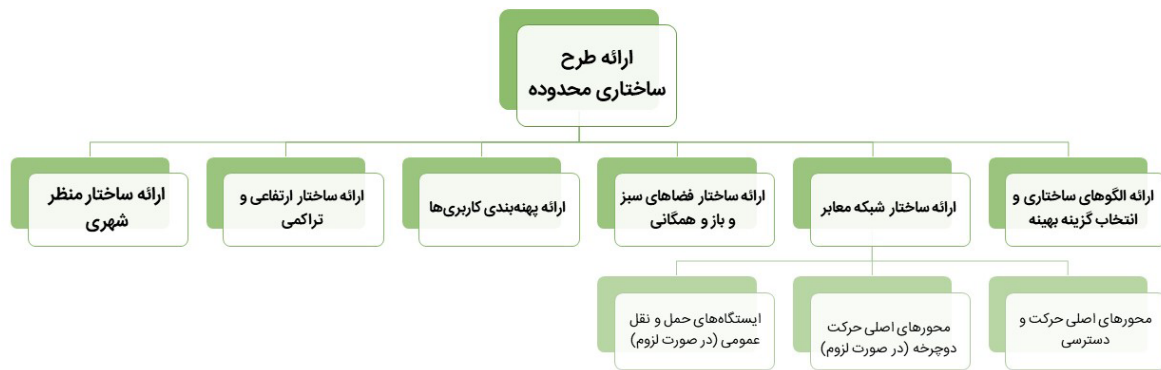 ارائه طرح
ساختاری محدوده
ارائه الگوهای ساختاری و
انتخاب گزینه بهینه
ارائه ساختار شبکه معابر
ارائه ساختار فضاهای سبز
و باز و همگانی
ارائه پهنه‌بندی کاربری‌ها
ارائه ساختار ارتفاعی و
تراکمی
ارائه ساختار منظر
شهری
محورهای اصلی حرکت و
دسترسی
محورهای اصلی حرکت
دوچرخه (در صورت لزوم)
ایستگاه‌های حمل و نقل
عمومی (در صورت لزوم)